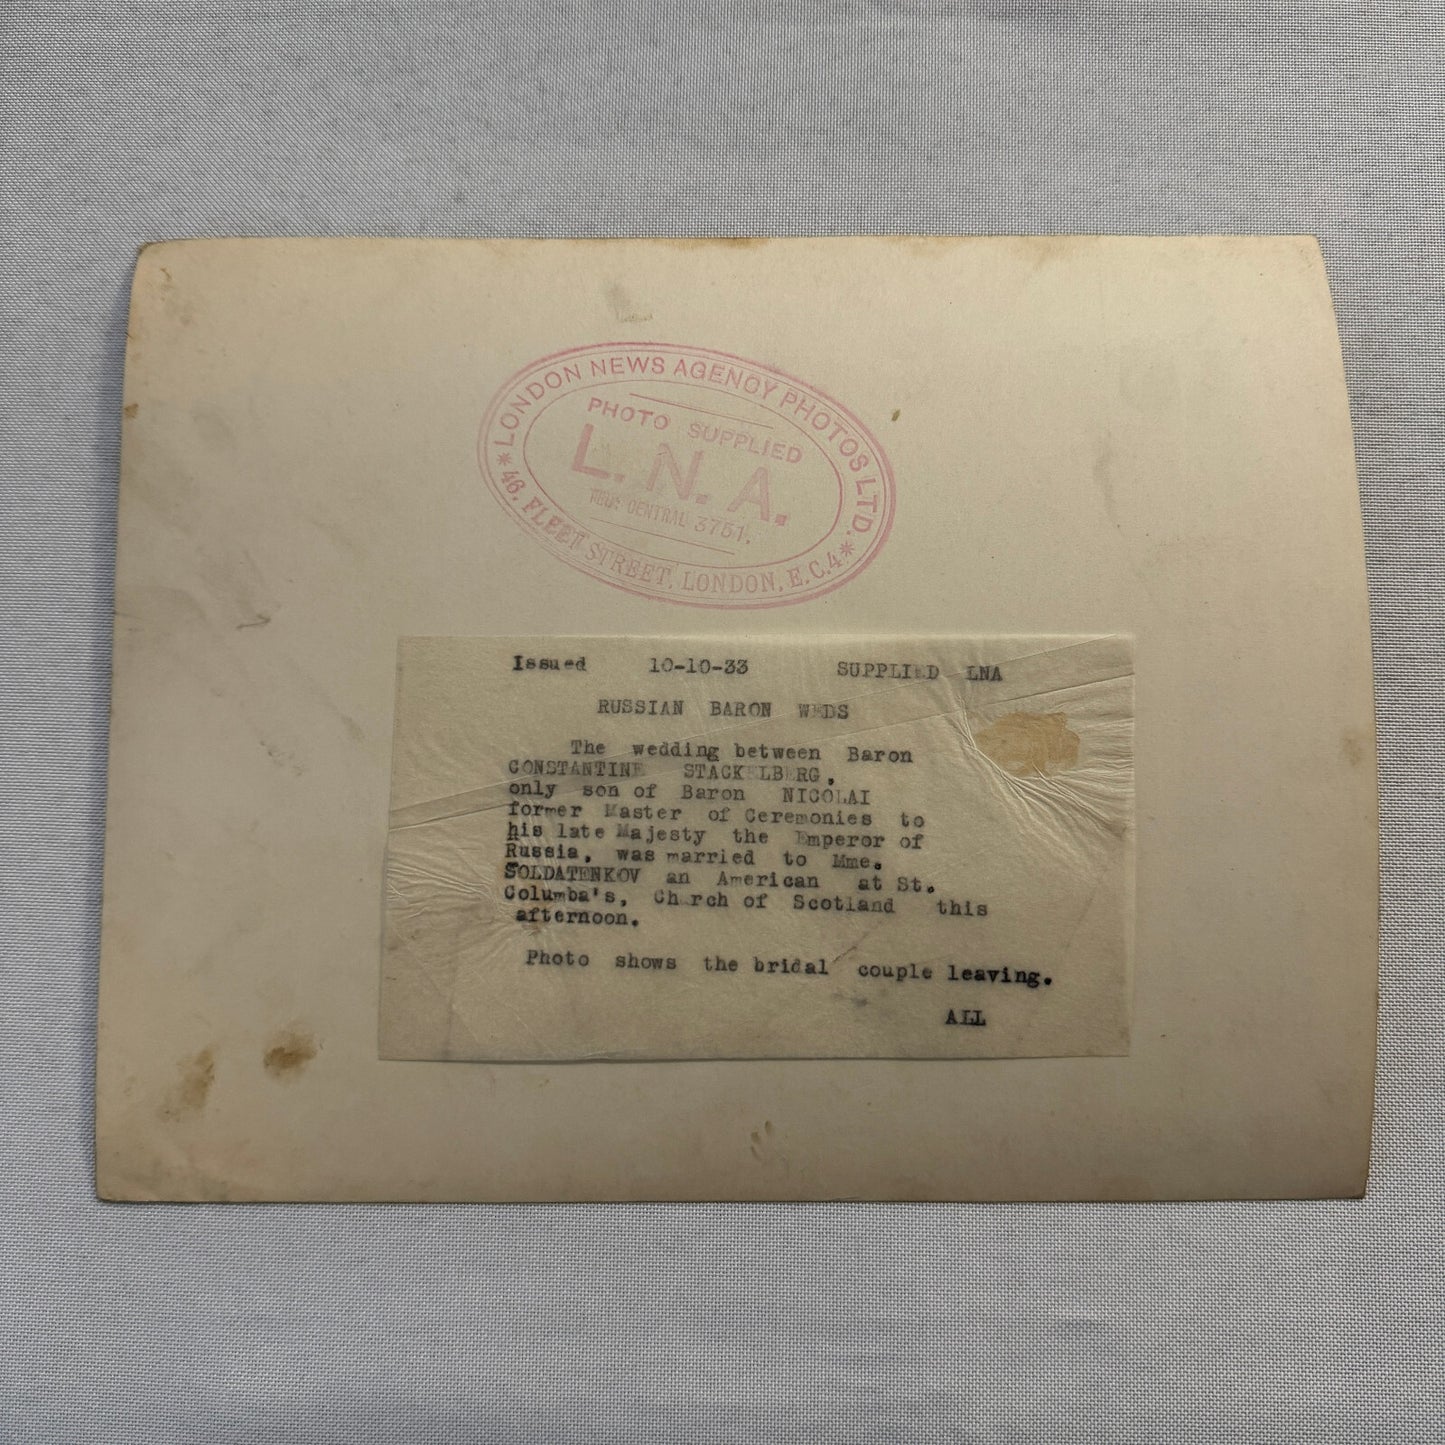 * LONDON NEWS AGENCY PHOTOS LTD. *
PHOTO SUPPLIED
L. N. A.
TEL: CENTRAL 3751.
46, FLEET STREET, LONDON, E.C.4
Issued 10-10-33 SUPPLIED LNA
RUSSIAN BARON WEDS
The wedding between Baron
CONSTANTINE STACKELBERG,
only son of Baron NICOLAI
former Master of Ceremonies to
his late Majesty the Emperor of
Russia, was married to Mme.
SOLDATENKOV an American at St.
Columba's, Church of Scotland this
afternoon.
Photo shows the bridal couple leaving.
ALL